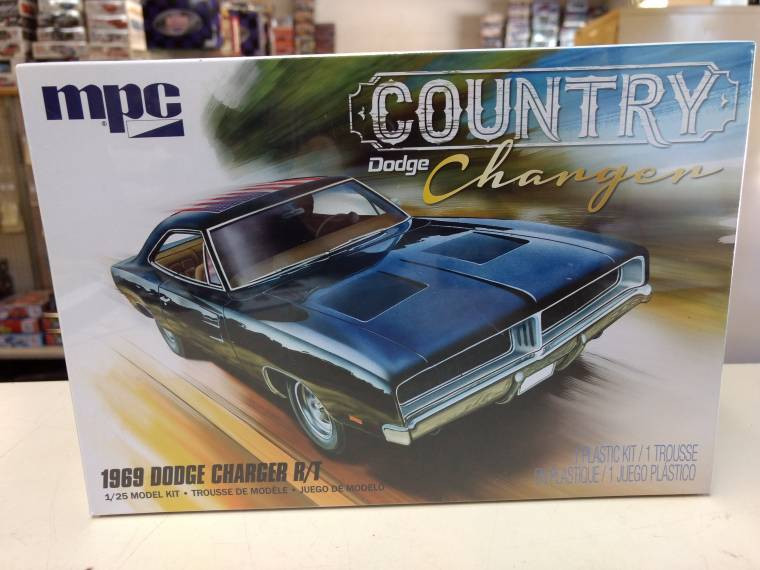 mpc
®
COUNTRY
Dodge Charger
1969 DODGE CHARGER R/T
1/25 MODEL KIT • TROUSSE DE MODÈLE • JUEGO DE MODELO
1 PLASTIC KIT / 1 TROUSSE
EN PLASTIQUE / 1 JUEGO PLÁSTICO